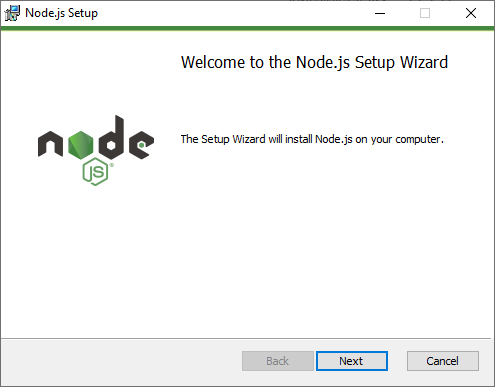 Node.js Setup
Welcome to the Node.js Setup Wizard
The Setup Wizard will install Node.js on your computer.
node
JS®
Back
Next
Cancel